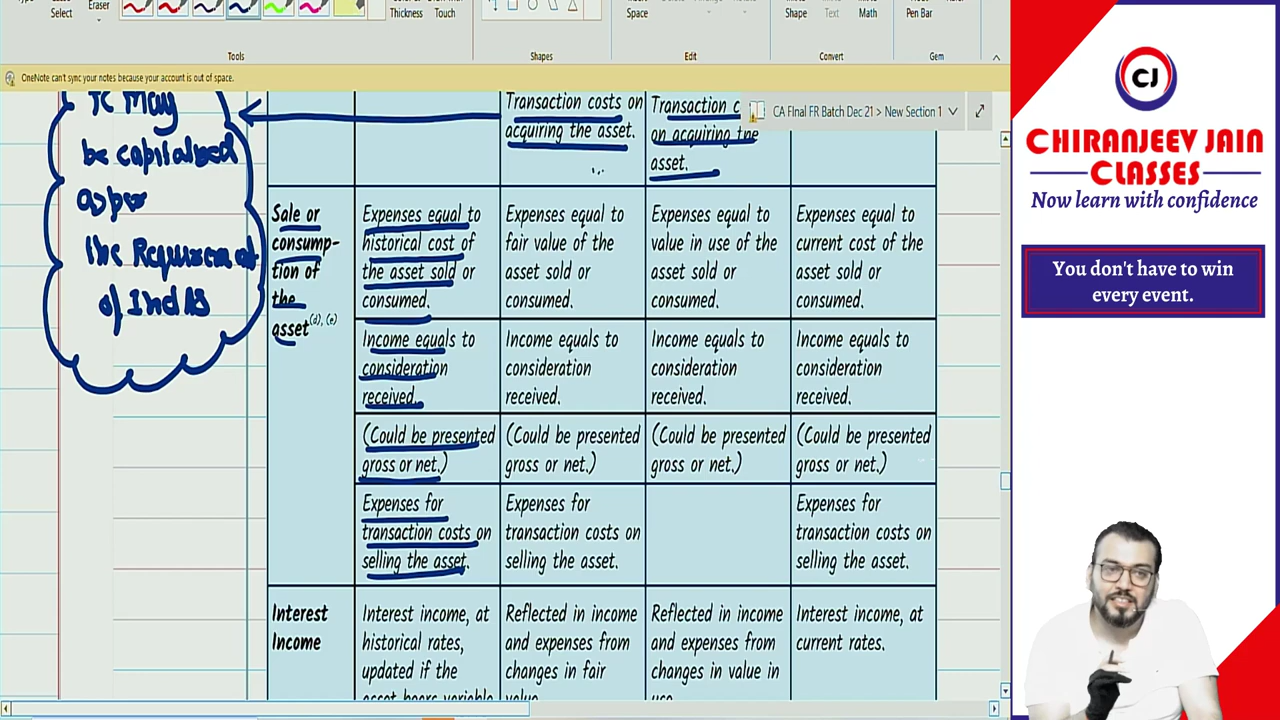 Select
Eraser
Thickness
Touch
Space
Shape
Text
Math
Pen Bar
Tools
Shapes
Edit
Convert
Gem
OneNote can't sync your notes because your account is out of space.
CA FInal FR Batch Dec 21 > New Section 1
TC May
be capitalised
as per
the Requirement
of Ind AS
Transaction costs on
acquiring the asset.
Transaction c
on acquiring the
asset.
Sale or
consump-
tion of
the
asset(d), (e)
Expenses equal to
historical cost of
the asset sold or
consumed.
Expenses equal to
fair value of the
asset sold or
consumed.
Expenses equal to
value in use of the
asset sold or
consumed.
Expenses equal to
current cost of the
asset sold or
consumed.
Income equals to
consideration
received.
Income equals to
consideration
received.
Income equals to
consideration
received.
Income equals to
consideration
received.
(Could be presented
gross or net.)
(Could be presented
gross or net.)
(Could be presented
gross or net.)
(Could be presented
gross or net.)
Expenses for
transaction costs on
selling the asset.
Expenses for
transaction costs on
selling the asset.
Expenses for
transaction costs on
selling the asset.
Interest
Income
Interest income, at
historical rates,
updated if the
asset bears variable
Reflected in income
and expenses from
changes in fair
value.
Reflected in income
and expenses from
changes in value in
use.
Interest income, at
current rates.
CJ
CHIRANJEEV JAIN
CLASSES
Now learn with confidence
You don't have to win
every event.